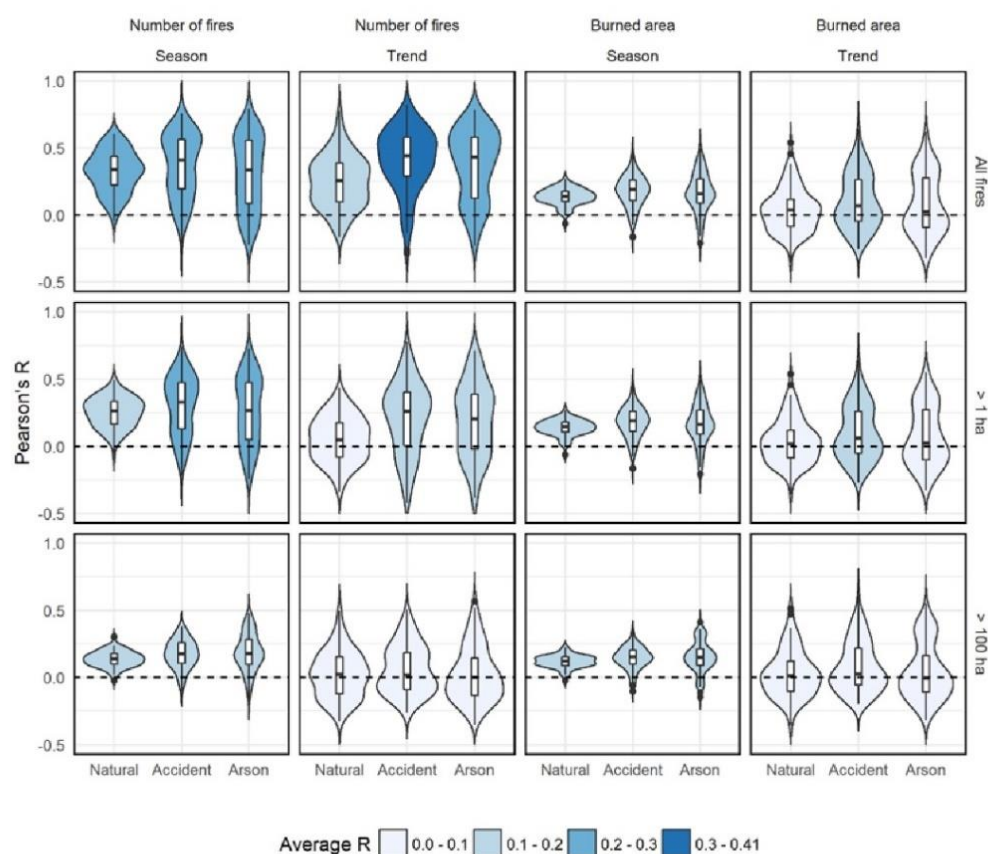 Number of fires Number of fires Burned area Burned area
Season Trend Season Trend
1.0
0.5
0.0
-0.5
All fires
1.0
0.5
0.0
-0.5
> 1 ha
Pearson's R
1.0
0.5
0.0
-0.5
> 100 ha
Natural Accident Arson Natural Accident Arson Natural Accident Arson Natural Accident Arson
Average R 0.0 - 0.1 0.1 - 0.2 0.2 - 0.3 0.3 - 0.41